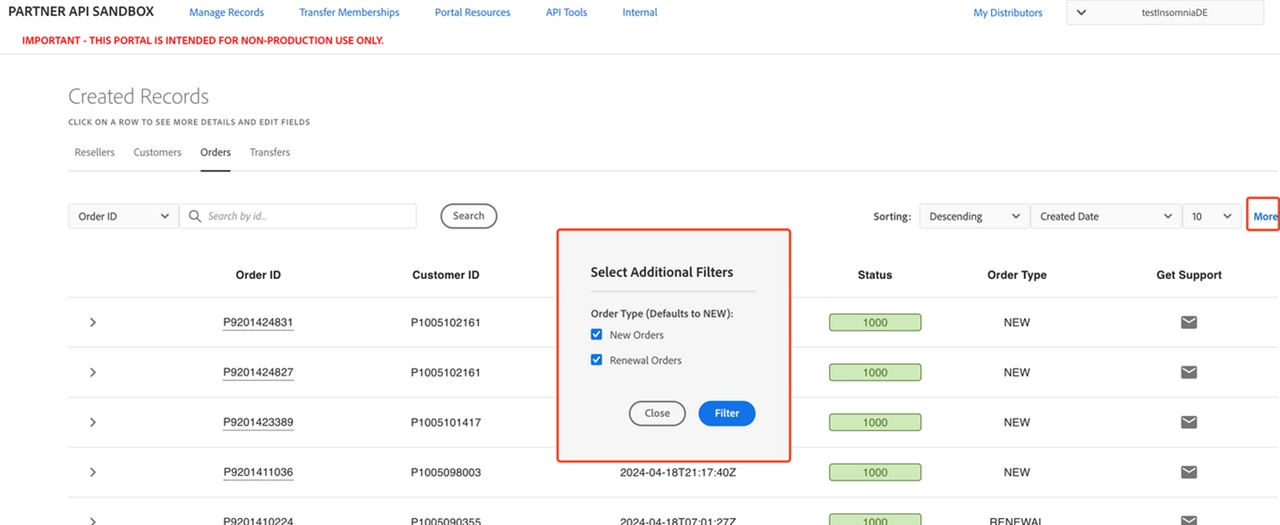 PARTNER API SANDBOX Manage Records Transfer Memberships Portal Resources API Tools Internal My Distributors testInsomniaDE
IMPORTANT - THIS PORTAL IS INTENDED FOR NON-PRODUCTION USE ONLY.
Created Records
CLICK ON A ROW TO SEE MORE DETAILS AND EDIT FIELDS
Resellers Customers Orders Transfers
Order ID Search by id... Search Sorting: Descending Created Date 10 More
Order ID Customer ID Status Order Type Get Support
Select Additional Filters
Order Type (Defaults to NEW):
New Orders
Renewal Orders
Close Filter
P9201424831 P1005102161 1000 NEW
P9201424827 P1005102161 1000 NEW
P9201423389 P1005101417 1000 NEW
P9201411036 P1005098003 2024-04-18T21:17:40Z 1000 NEW
P9201410224 P1005090355 2024-04-18T07:01:27Z 1000 RENEWAL